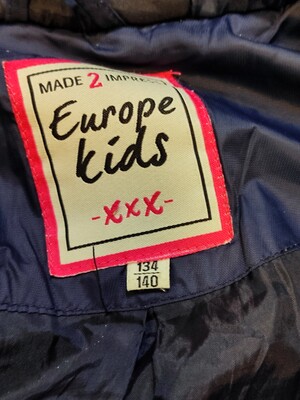 MADE 2 IMPRESS
Europe
kids
-xxx-
134
140